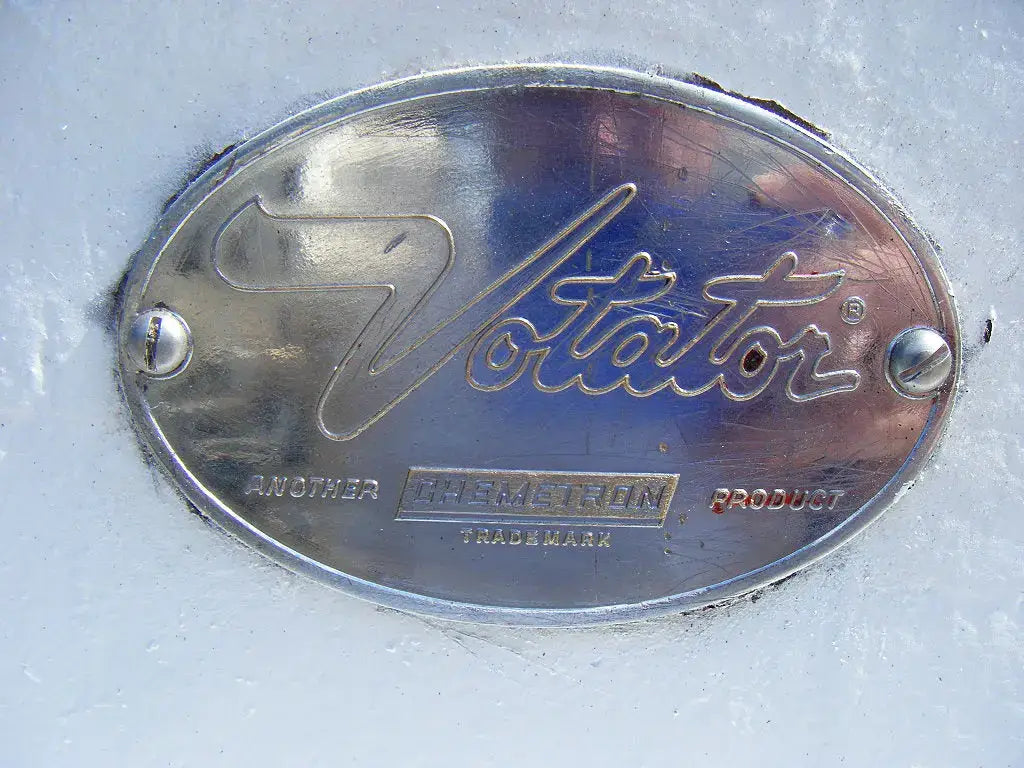 Votator ®
ANOTHER CHEMETRON PRODUCT
TRADEMARK